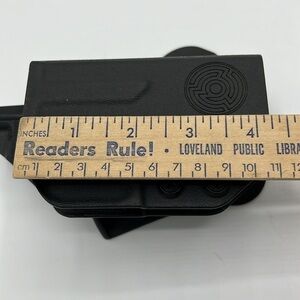 INCHES 1 2 3 4
Readers Rule! • LOVELAND PUBLIC LIBRA
cm 1 2 3 4 5 6 7 8 9 10 11 12